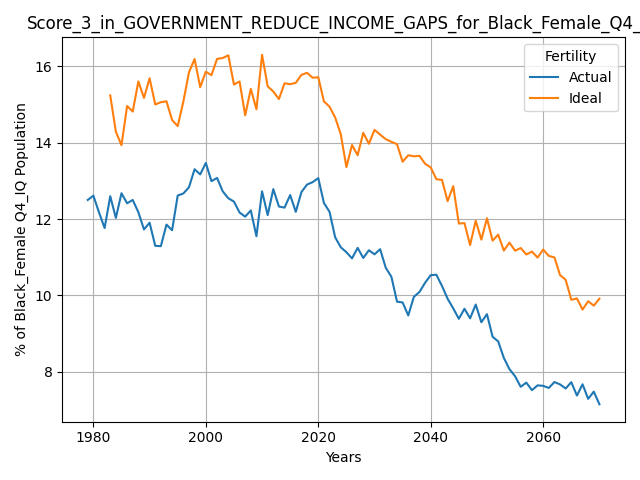 Score_3_in_GOVERNMENT_REDUCE_INCOME_GAPS_for_Black_Female_Q4_
Fertility
Actual
Ideal
% of Black_Female Q4_IQ Population
16
14
12
10
8
1980
2000
2020
2040
2060
Years